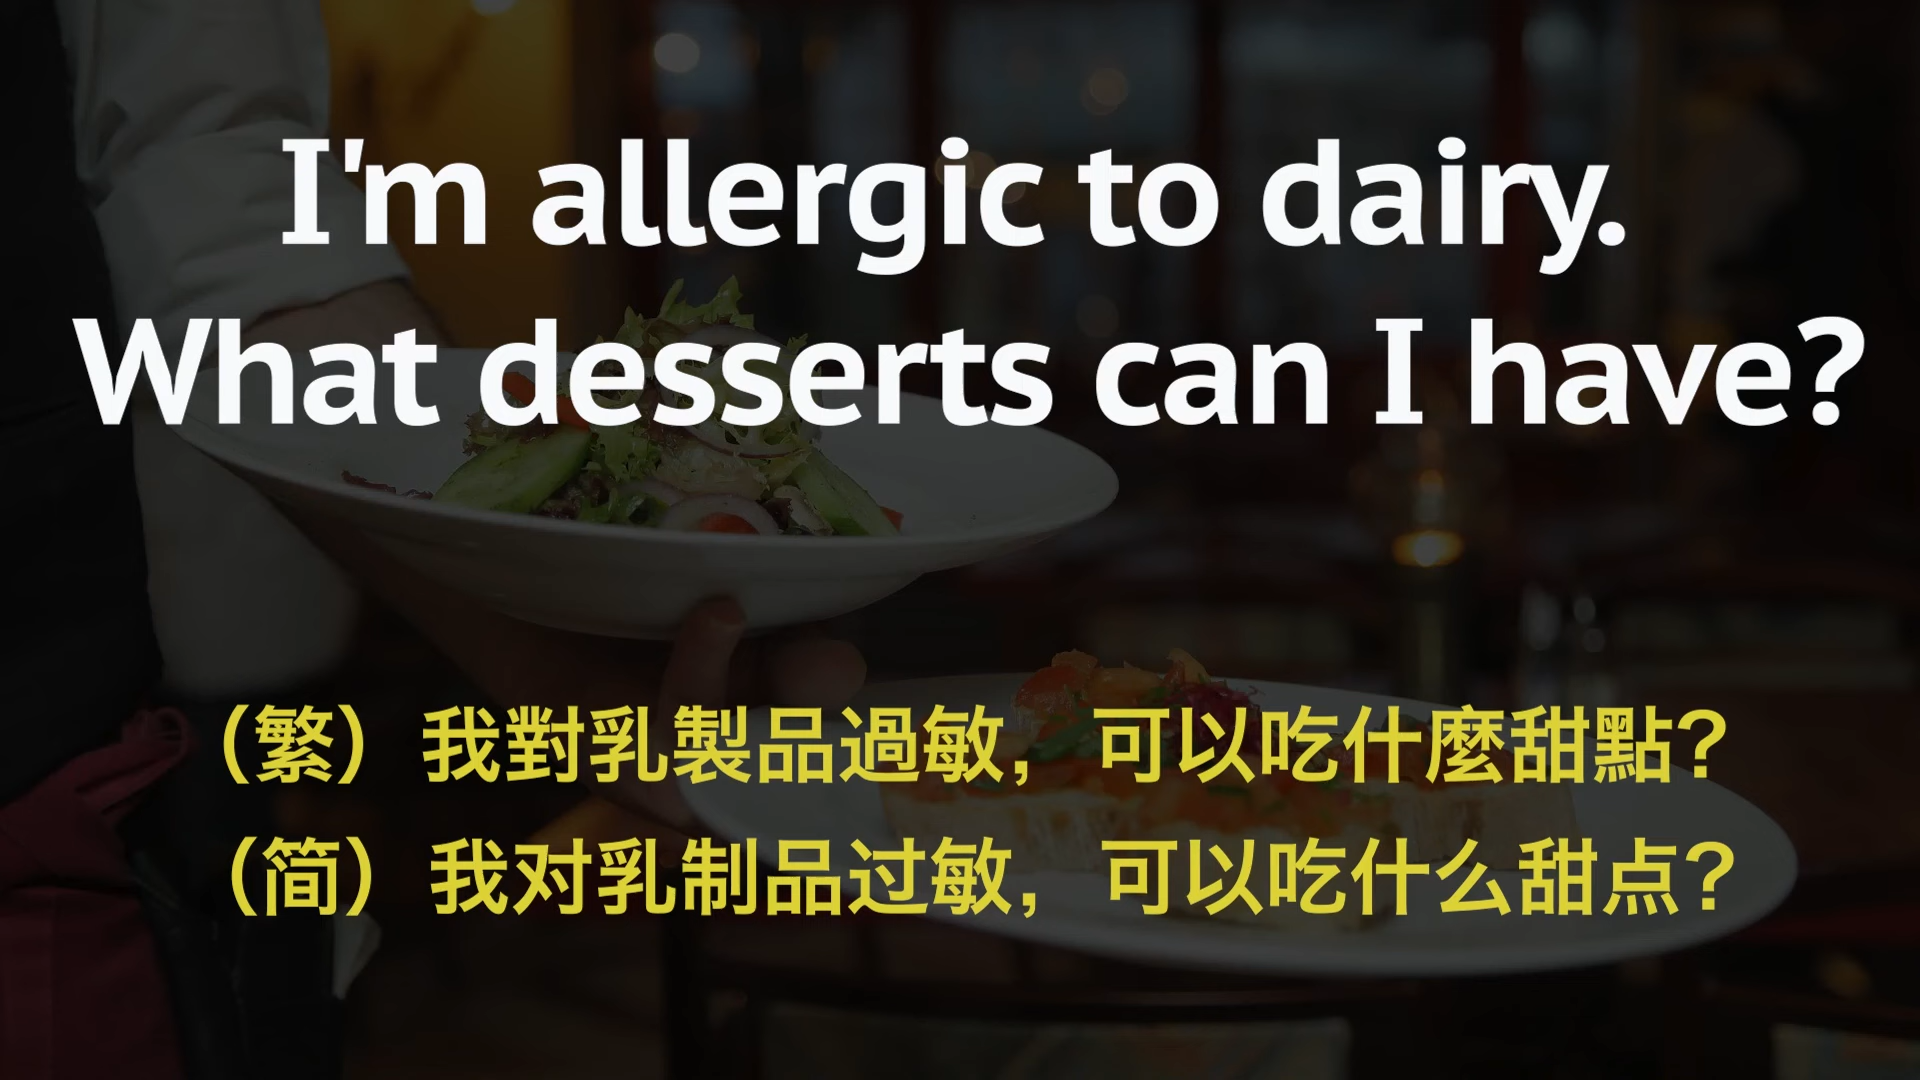 I'm allergic to dairy.
What desserts can I have?
（繁）我對乳製品過敏，可以吃什麼甜點？
（简）我对乳制品过敏，可以吃什么甜点？